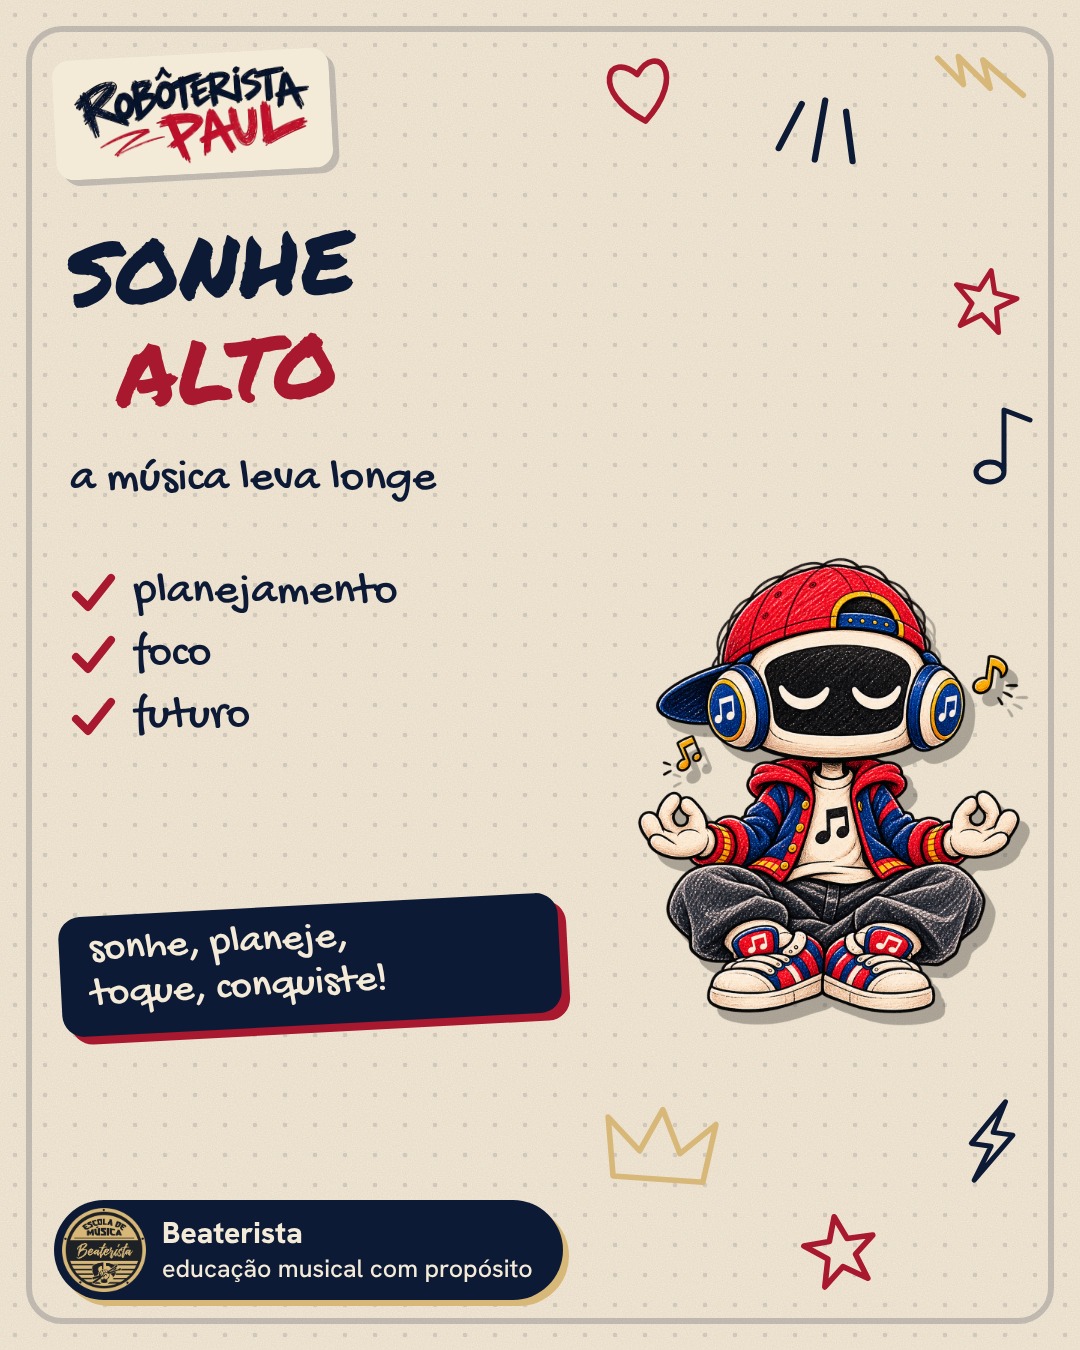 ROBÔTERISTA
PAUL
SONHE
ALTO
a música leva longe
planejamento
foco
futuro
sonhe, planeje,
toque, conquiste!
ESCOLA DE
MÚSICA
Beaterista
Beaterista
educação musical com propósito